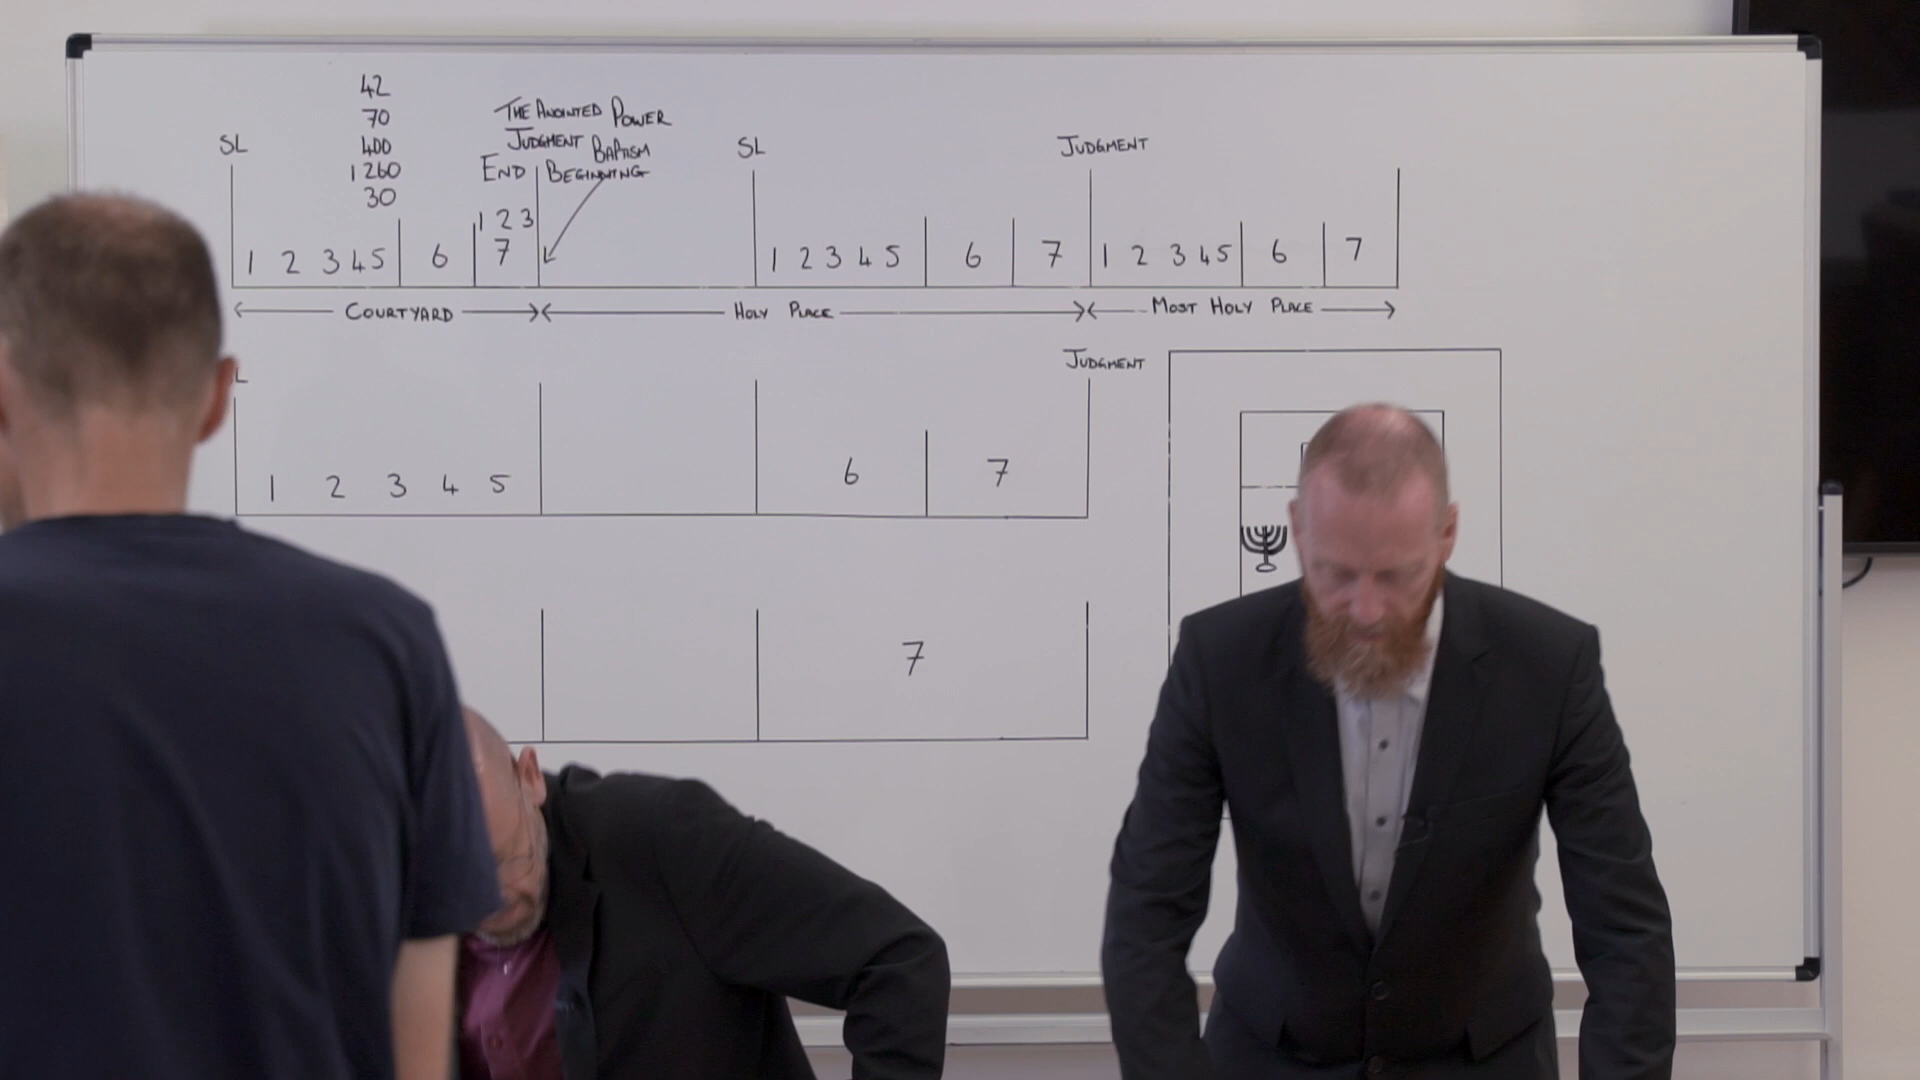 42
70
400
1260
30
THE ANOINTED POWER
JUDGMENT BAPTISM
END BEGINNING
SL
SL
JUDGMENT
1 2 3
1 2 3 4 5 6 7
1 2 3 4 5 6 7
1 2 3 4 5 6 7
COURTYARD
HOLY PLACE
MOST HOLY PLACE
L
JUDGMENT
1 2 3 4 5 6 7
7